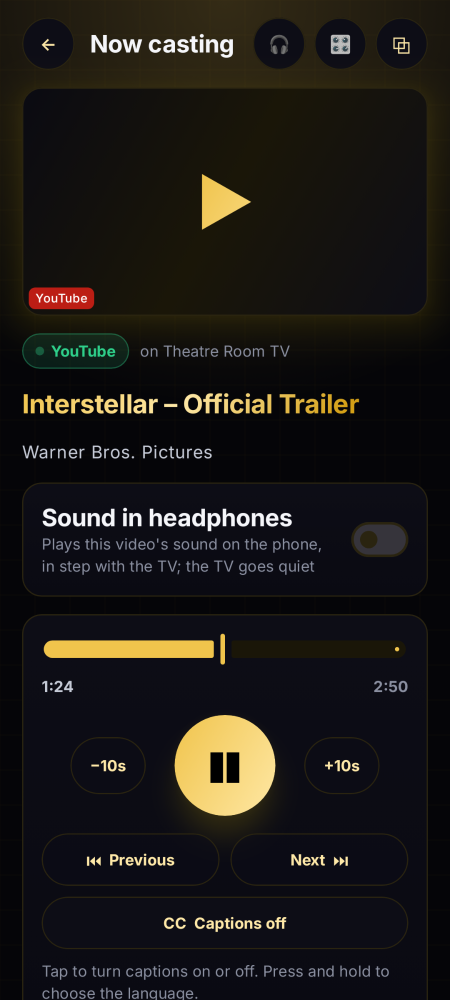 Now casting
YouTube
YouTube
on Theatre Room TV
Interstellar – Official Trailer
Warner Bros. Pictures
Sound in headphones
Plays this video's sound on the phone,
in step with the TV; the TV goes quiet
1:24
2:50
−10s
+10s
Previous
Next
CC Captions off
Tap to turn captions on or off. Press and hold to
choose the language.